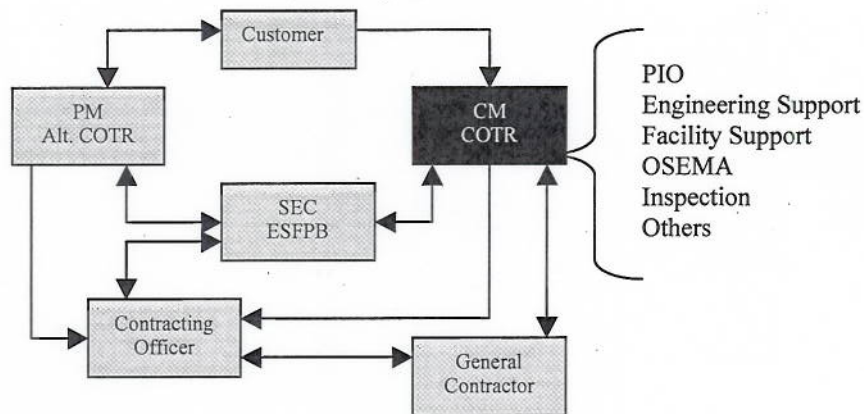 Customer
PM
Alt. COTR
CM
COTR
PIO
Engineering Support
Facility Support
OSEMA
Inspection
Others
SEC
ESFPB
Contracting
Officer
General
Contractor